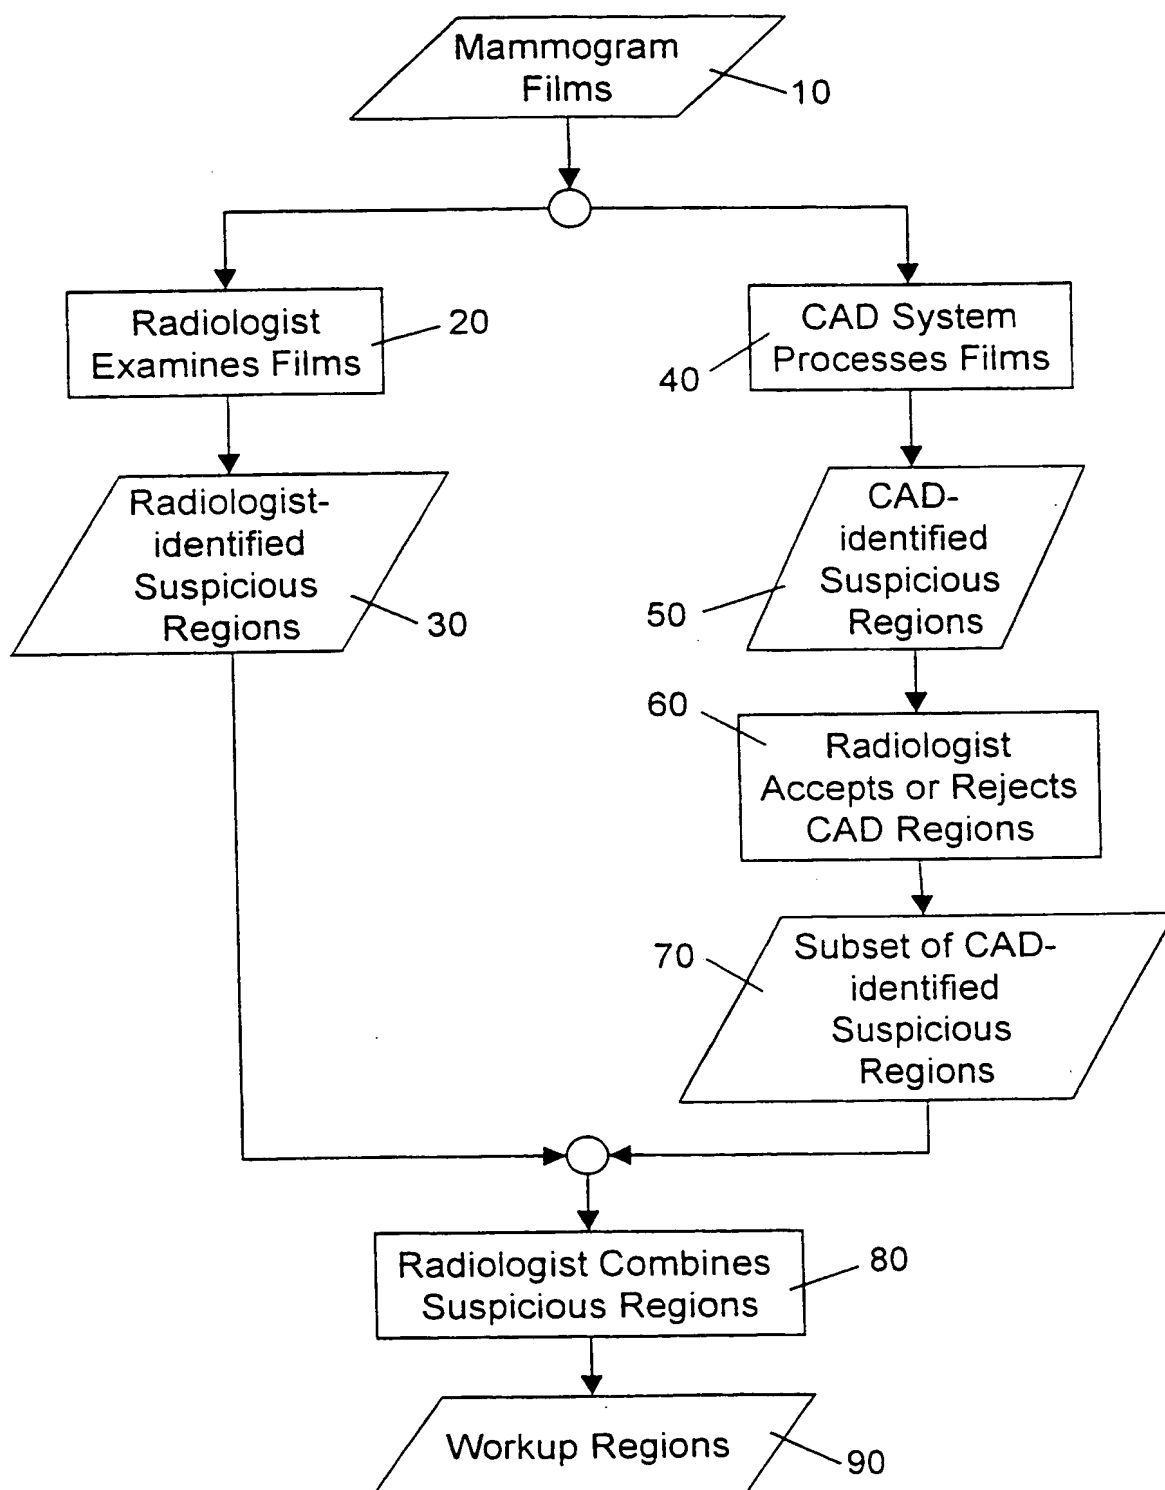 Mammogram
Films
10
Radiologist
Examines Films
20
CAD System
Processes Films
40
Radiologist-
identified
Suspicious
Regions
30
CAD-
identified
Suspicious
Regions
50
60
Radiologist
Accepts or Rejects
CAD Regions
70
Subset of CAD-
identified
Suspicious
Regions
Radiologist Combines
Suspicious Regions
80
Workup Regions
90